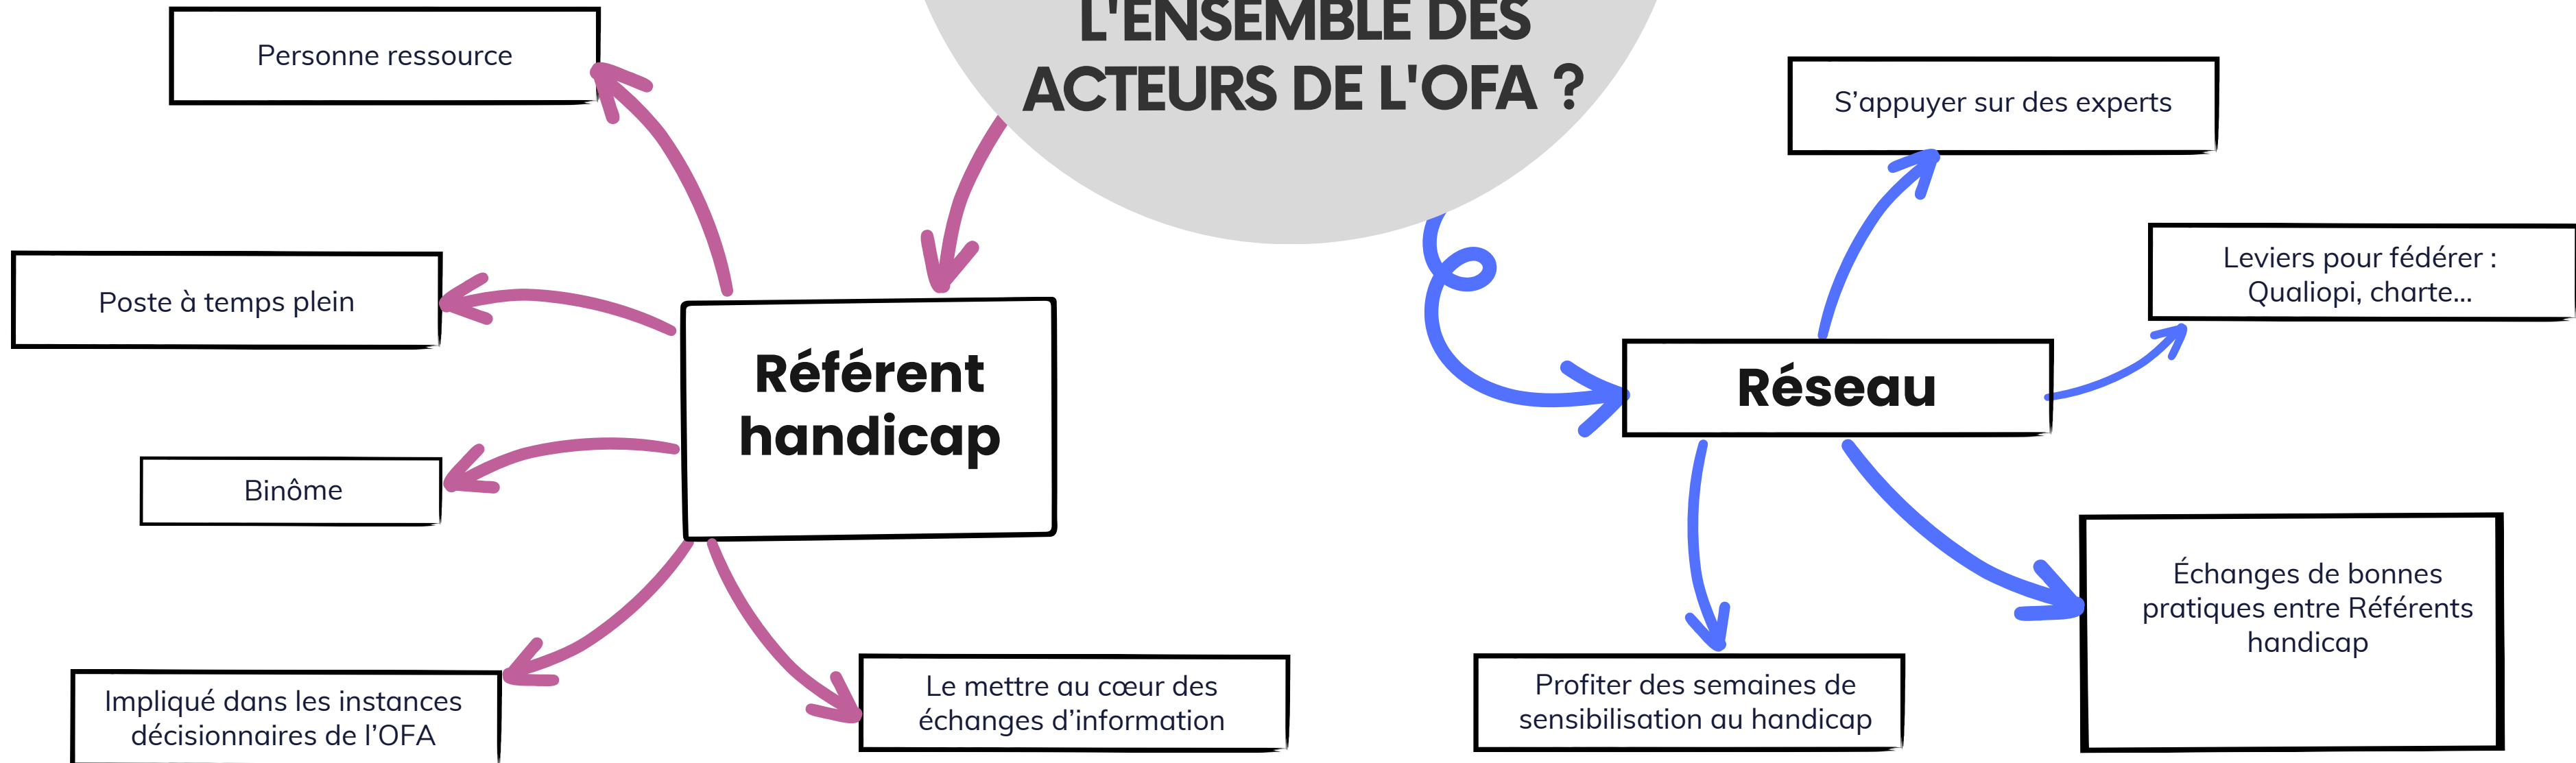 L'ENSEMBLE DES
ACTEURS DE L'OFA ?
Personne ressource
Poste à temps plein
Référent
handicap
Binôme
Impliqué dans les instances
décisionnaires de l'OFA
Le mettre au cœur des
échanges d'information
S'appuyer sur des experts
Leviers pour fédérer :
Qualiopi, charte...
Réseau
Échanges de bonnes
pratiques entre Référents
handicap
Profiter des semaines de
sensibilisation au handicap